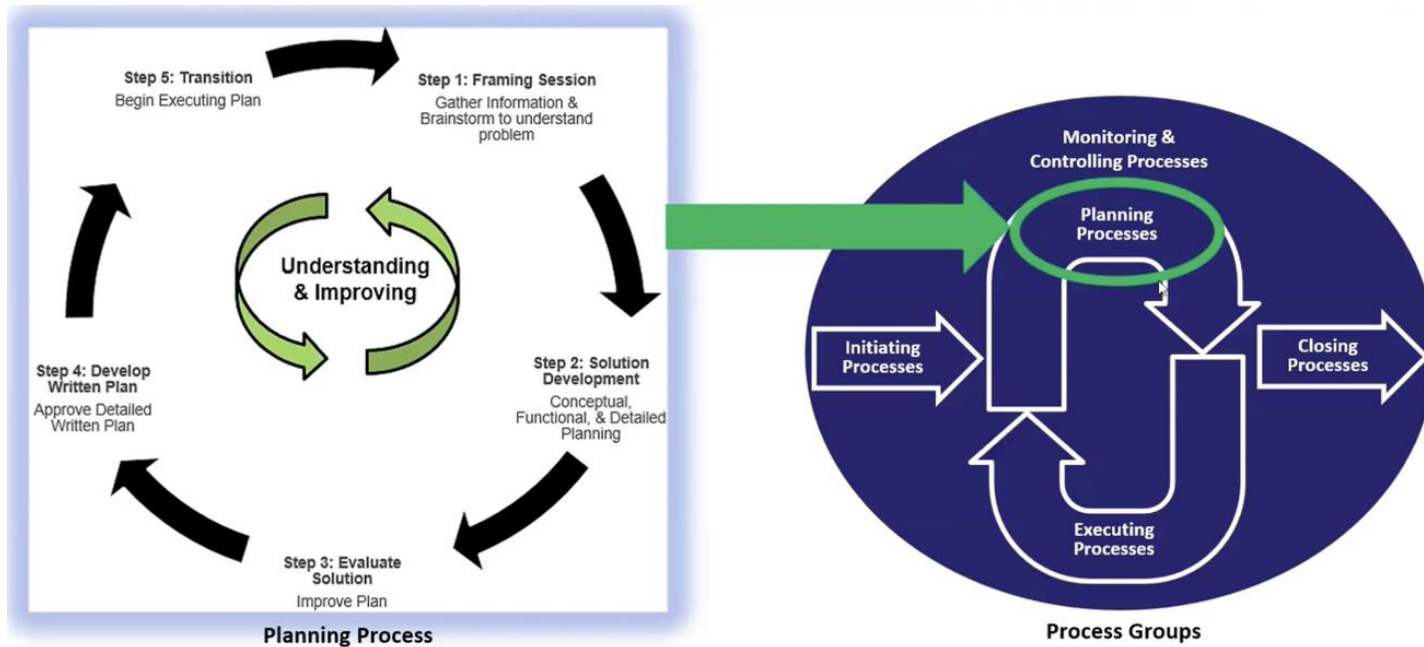 Step 5: Transition
Begin Executing Plan
Step 1: Framing Session
Gather Information &
Brainstorm to understand
problem
Understanding
& Improving
Step 2: Solution
Development
Conceptual,
Functional, & Detailed
Planning
Step 4: Develop
Written Plan
Approve Detailed
Written Plan
Step 3: Evaluate
Solution
Improve Plan
Planning Process
Monitoring &
Controlling Processes
Planning
Processes
Initiating
Processes
Closing
Processes
Executing
Processes
Process Groups